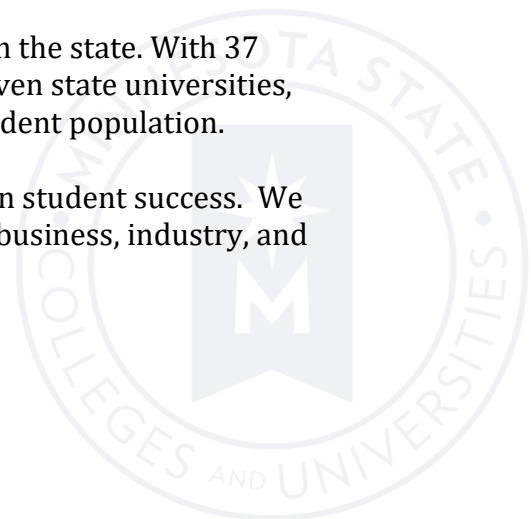 n the state. With 37
ven state universities,
dent population.
n student success. We
business, industry, and
MINNESOTA STATE
COLLEGES AND UNIVERSITIES
M